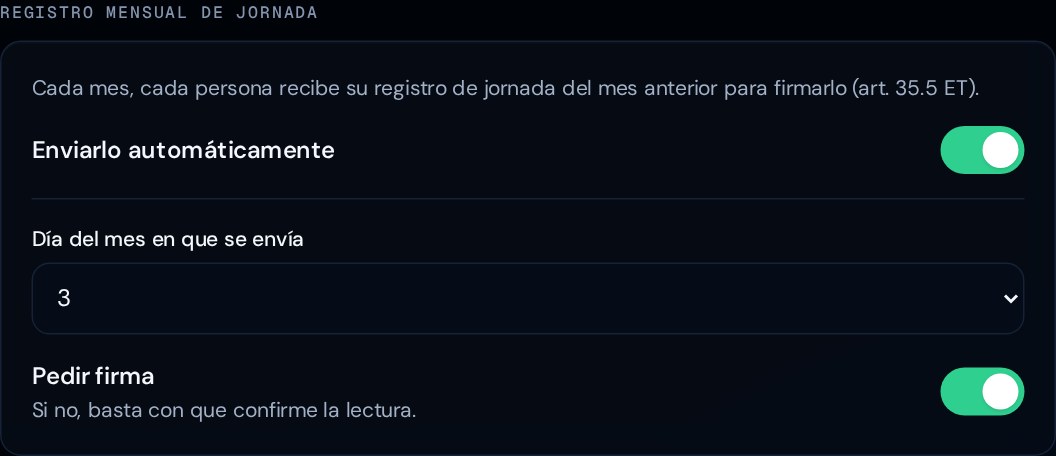 REGISTRO MENSUAL DE JORNADA
Cada mes, cada persona recibe su registro de jornada del mes anterior para firmarlo (art. 35.5 ET).
Enviarlo automáticamente
Día del mes en que se envía
3
Pedir firma
Si no, basta con que confirme la lectura.